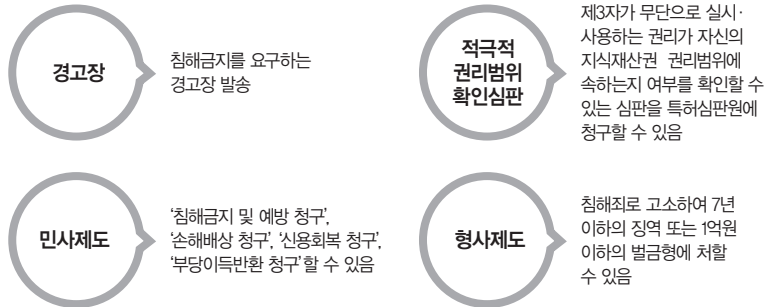 경고장
침해금지를 요구하는
경고장 발송
적극적
권리범위
확인심판
제3자가 무단으로 실시·
사용하는 권리가 자신의
지식재산권 권리범위에
속하는지 여부를 확인할 수
있는 심판을 특허심판원에
청구할 수 있음
민사제도
‘침해금지 및 예방 청구’,
‘손해배상 청구’, ‘신용회복 청구’,
‘부당이득반환 청구’할 수 있음
형사제도
침해죄로 고소하여 7년
이하의 징역 또는 1억원
이하의 벌금형에 처할
수 있음